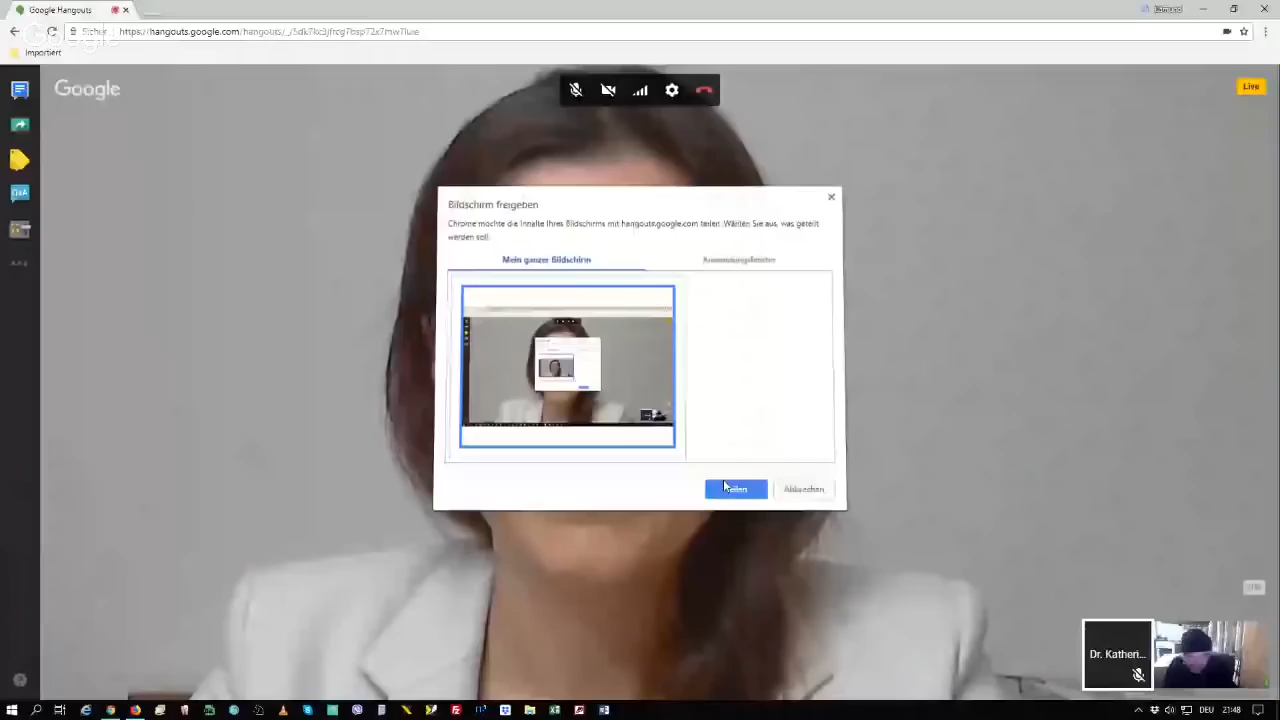 Google Hangouts
https://hangouts.google.com/hangouts/_/
Importiert
Google
Live
Bildschirm freigeben
Chrome möchte die Inhalte Ihres Bildschirms mit hangouts.google.com teilen. Wählen Sie aus, was geteilt
werden soll.
Mein ganzer Bildschirm
Anwendungsfenster
Teilen
Abbrechen
Q&A
Dr. Katheri...
DEU
21:48